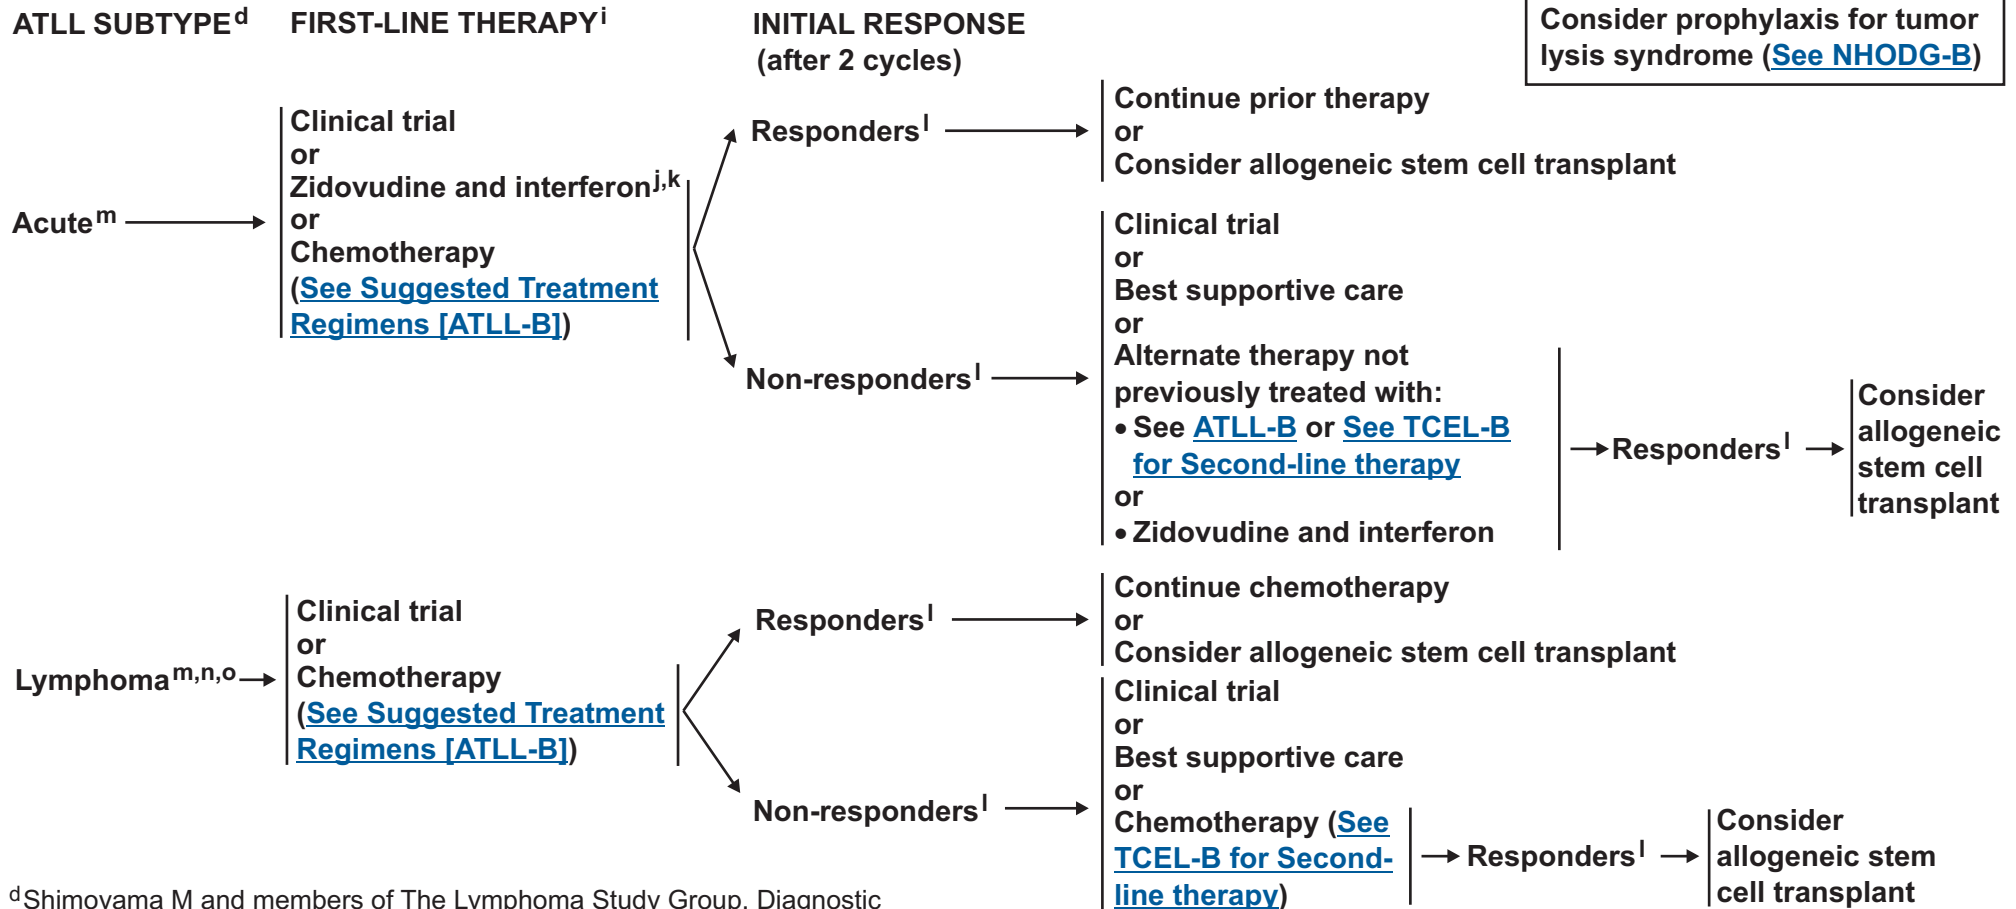 ATLL SUBTYPEd
FIRST-LINE THERAPYi
INITIAL RESPONSE
(after 2 cycles)
Consider prophylaxis for tumor
lysis syndrome (See NHODG-B)
Acutem
Clinical trial
or
Zidovudine and interferonj,k
or
Chemotherapy
(See Suggested Treatment
Regimens [ATLL-B])
Respondersl
Continue prior therapy
or
Consider allogeneic stem cell transplant
Non-respondersl
Clinical trial
or
Best supportive care
or
Alternate therapy not
previously treated with:
• See ATLL-B or See TCEL-B
for Second-line therapy
or
• Zidovudine and interferon
Respondersl
Consider
allogeneic
stem cell
transplant
Lymphomam,n,o
Clinical trial
or
Chemotherapy
(See Suggested Treatment
Regimens [ATLL-B])
Respondersl
Continue chemotherapy
or
Consider allogeneic stem cell transplant
Non-respondersl
Clinical trial
or
Best supportive care
or
Chemotherapy (See
TCEL-B for Second-
line therapy)
Respondersl
Consider
allogeneic stem
cell transplant
dShimoyama M and members of The Lymphoma Study Group. Diagnostic